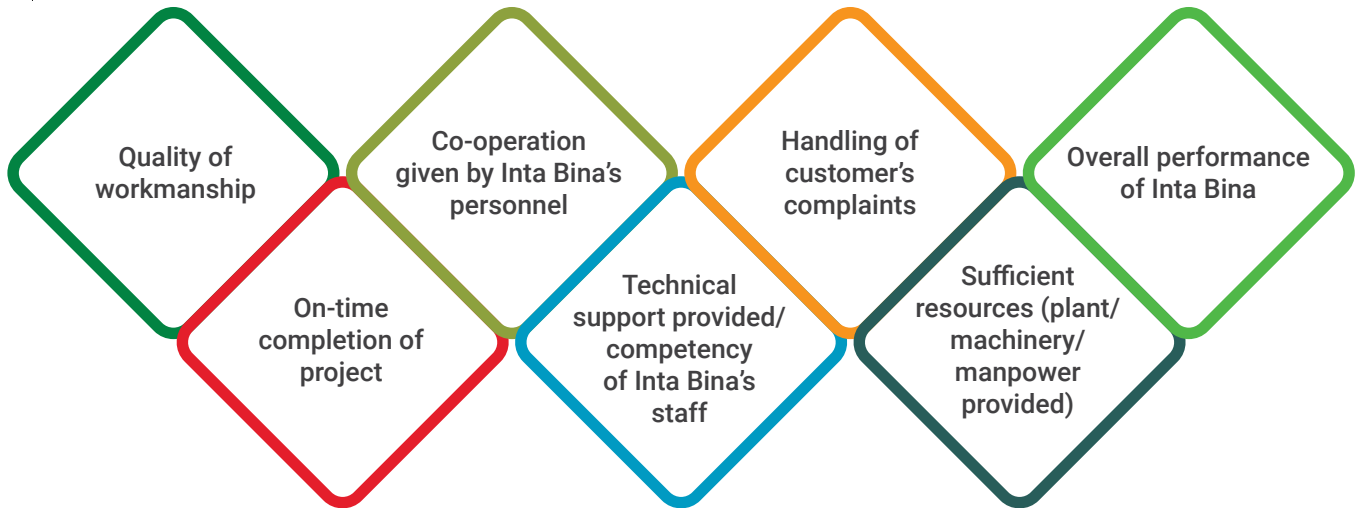 Quality of
workmanship
On-time
completion of
project
Co-operation
given by Inta Bina’s
personnel
Technical
support provided/
competency
of Inta Bina’s
staff
Handling of
customer’s
complaints
Sufficient
resources (plant/
machinery/
manpower
provided)
Overall performance
of Inta Bina